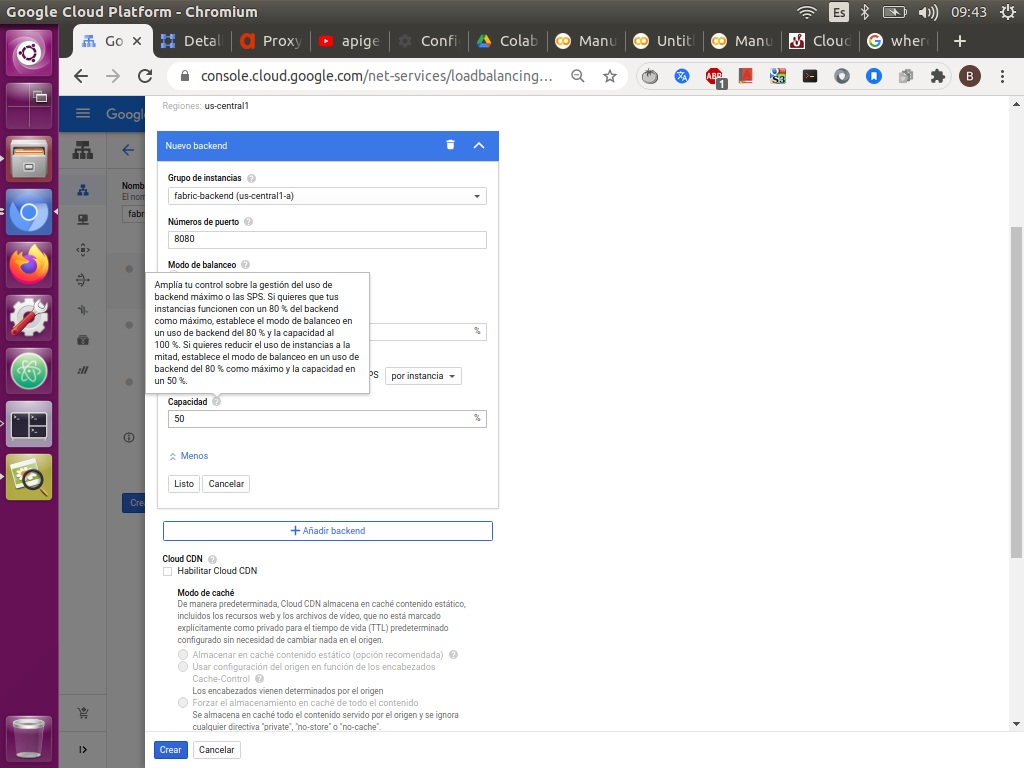 Google Cloud Platform - Chromium
Es
09:43
Go
Detal
Proxy
apige
Confi
Colab
Manu
Untitl
Manu
Cloud
wher
console.cloud.google.com/net-services/loadbalancing...
ABP
1
S3
B
Google
Regiones: us-central1
Nuevo backend
Nomb
El nom
fabr
Grupo de instancias
fabric-backend (us-central1-a)
Números de puerto
8080
Modo de balanceo
Amplía tu control sobre la gestión del uso de
backend máximo o las SPS. Si quieres que tus
instancias funcionen con un 80 % del backend
como máximo, establece el modo de balanceo en
un uso de backend del 80 % y la capacidad al
100 %. Si quieres reducir el uso de instancias a la
mitad, establece el modo de balanceo en un uso de
backend del 80 % como máximo y la capacidad en
un 50 %.
%
PS
por instancia
Capacidad
50
%
Menos
Listo
Cancelar
Crea
Añadir backend
Cloud CDN
Habilitar Cloud CDN
Modo de caché
De manera predeterminada, Cloud CDN almacena en caché contenido estático,
incluidos los recursos web y los archivos de vídeo, que no está marcado
explícitamente como privado para el tiempo de vida (TTL) predeterminado
configurado sin necesidad de cambiar nada en el origen.
Almacenar en caché contenido estático (opción recomendada)
Usar configuración del origen en función de los encabezados
Cache-Control
Los encabezados vienen determinados por el origen
Forzar el almacenamiento en caché de todo el contenido
Se almacena en caché todo el contenido servido por el origen y se ignora
cualquier directiva "private", "no-store" o "no-cache".
Crear
Cancelar